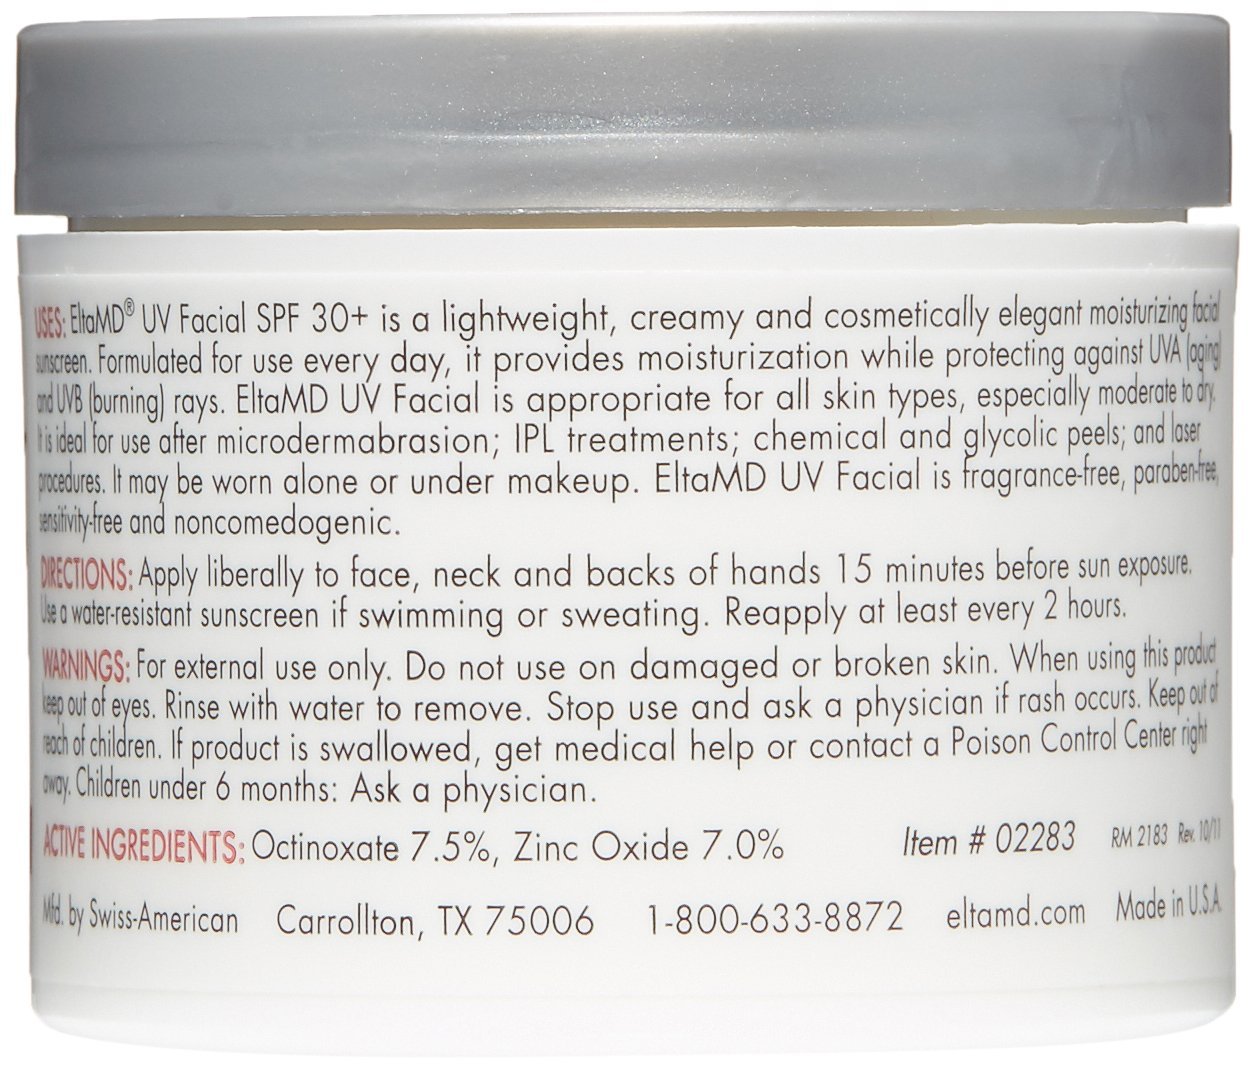 USES: EltaMD® UV Facial SPF 30+ is a lightweight, creamy and cosmetically elegant moisturizing facial
sunscreen. Formulated for use every day, it provides moisturization while protecting against UVA (aging)
and UVB (burning) rays. EltaMD UV Facial is appropriate for all skin types, especially moderate to dry.
It is ideal for use after microdermabrasion; IPL treatments; chemical and glycolic peels; and laser
procedures. It may be worn alone or under makeup. EltaMD UV Facial is fragrance-free, paraben-free,
sensitivity-free and noncomedogenic.
DIRECTIONS: Apply liberally to face, neck and backs of hands 15 minutes before sun exposure.
Use a water-resistant sunscreen if swimming or sweating. Reapply at least every 2 hours.
WARNINGS: For external use only. Do not use on damaged or broken skin. When using this product
keep out of eyes. Rinse with water to remove. Stop use and ask a physician if rash occurs. Keep out of
reach of children. If product is swallowed, get medical help or contact a Poison Control Center right
away. Children under 6 months: Ask a physician.
ACTIVE INGREDIENTS: Octinoxate 7.5%, Zinc Oxide 7.0% Item # 02283 RM 2183 Rev. 10/11
Mfd. by Swiss-American Carrollton, TX 75006 1-800-633-8872 eltamd.com Made in U.S.A.